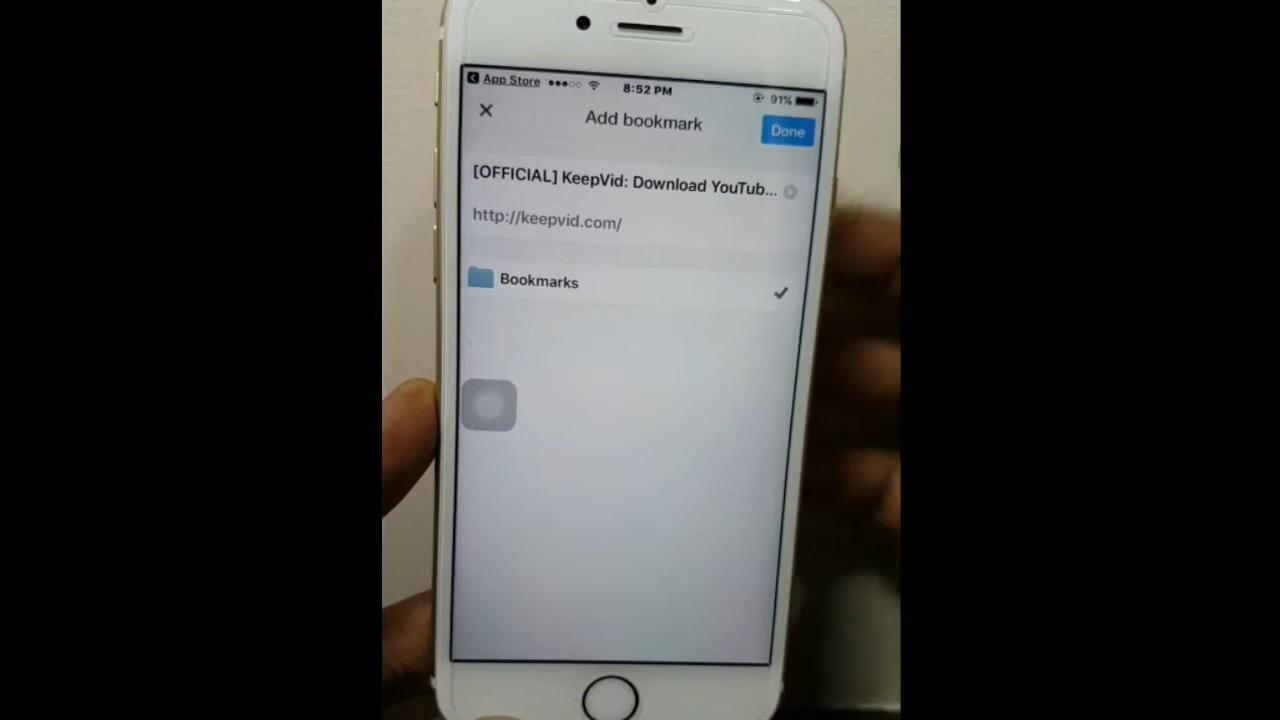 App Store 8:52 PM 91%
Add bookmark
Done
[OFFICIAL] KeepVid: Download YouTub...
http://keepvid.com/
Bookmarks